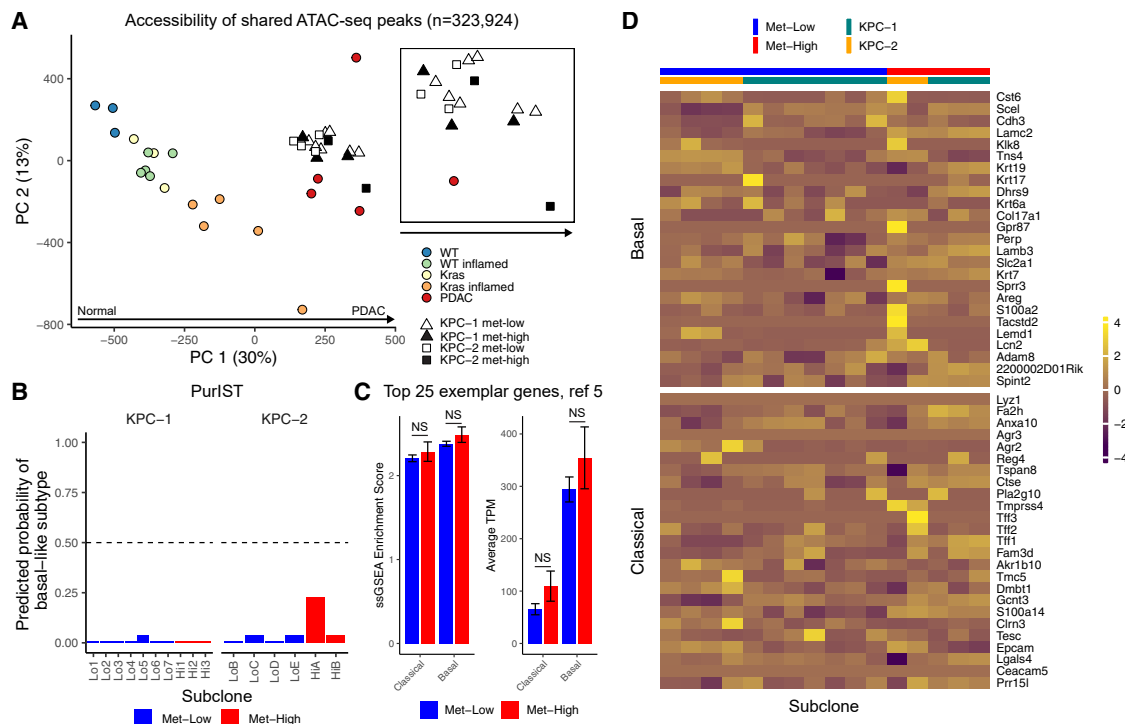 A
Accessibility of shared ATAC-seq peaks (n=323,924)
PC 2 (13%)
400
0
−400
−800
−500
−250
0
250
500
PC 1 (30%)
Normal
PDAC
WT
WT inflamed
Kras
Kras inflamed
PDAC
KPC−1 met−low
KPC−1 met−high
KPC−2 met−low
KPC−2 met−high
B
PurIST
KPC−1
KPC−2
Predicted probability of
basal−like subtype
1.00
0.75
0.50
0.25
0.00
Lo1
Lo2
Lo3
Lo4
Lo5
Lo6
Lo7
Hi1
Hi2
Hi3
LoB
LoC
LoD
LoE
HiA
HiB
Subclone
Met−Low
Met−High
C
Top 25 exemplar genes, ref 5
ssGSEA Enrichment Score
2
1
0
NS
NS
Classical
Basal
Average TPM
400
300
200
100
0
NS
NS
Classical
Basal
Met−Low
Met−High
D
Met−Low
Met−High
KPC−1
KPC−2
Basal
Cst6
Scel
Cdh3
Lamc2
Klk8
Tns4
Krt19
Krt17
Dhrs9
Krt6a
Col17a1
Gpr87
Perp
Lamb3
Slc2a1
Krt7
Sprr3
Areg
S100a2
Tacstd2
Lemd1
Lcn2
Adam8
2200002D01Rik
Spint2
Classical
Lyz1
Fa2h
Anxa10
Agr3
Agr2
Reg4
Tspan8
Ctse
Pla2g10
Tmprss4
Tff3
Tff2
Tff1
Fam3d
Akr1b10
Tmc5
Dmbt1
Gcnt3
S100a14
Clrn3
Tesc
Epcam
Lgals4
Ceacam5
Prr15l
Subclone
4
2
0
−2
−4